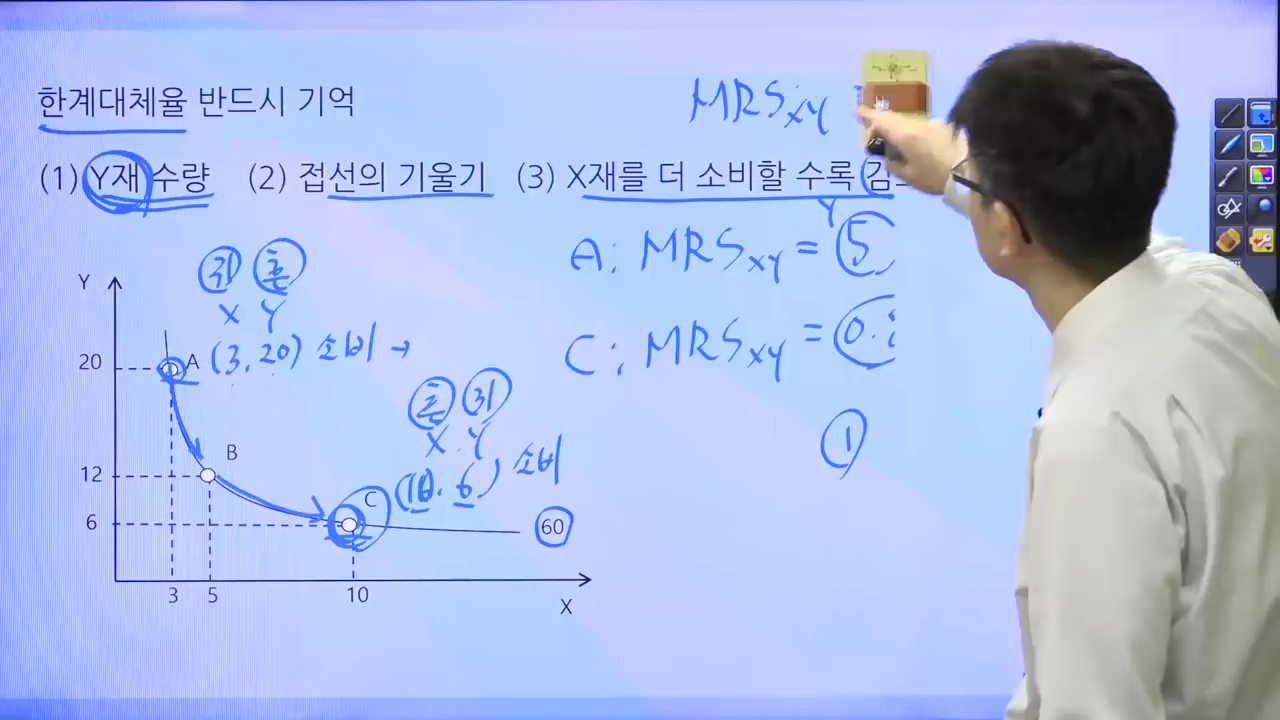 한계대체율 반드시 기억
MRSxy
(1) Y재 수량 (2) 접선의 기울기 (3) X재를 더 소비할 수록 감
A: MRSxy = 5
Y
C: MRSxy = 0.
①
Y
귀 흔
X Y
(3, 20) 소비 →
20
A
흔 귀
X Y
(10, 6) 소비
B
12
C
6
60
3 5 10
X